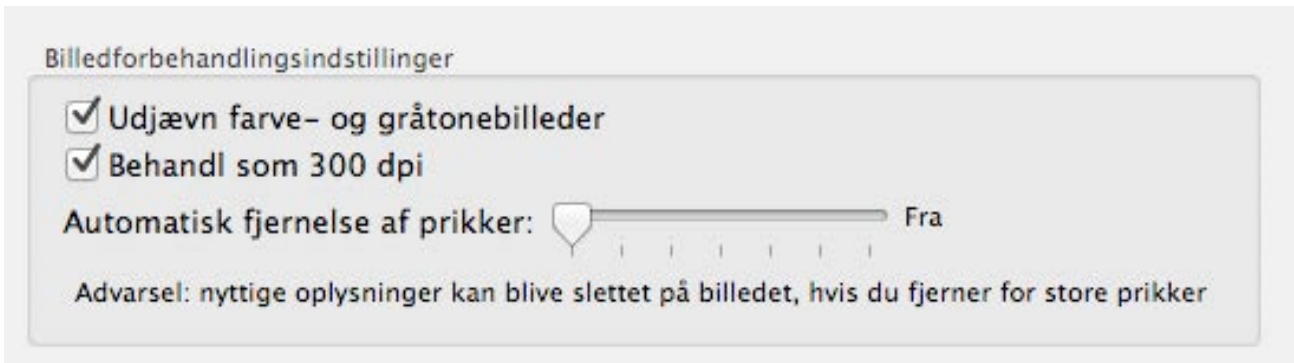 Billedforbehandlingsindstillinger
Udjævn farve- og gråtonebilleder
Behandl som 300 dpi
Automatisk fjernelse af prikker: Fra
Advarsel: nyttige oplysninger kan blive slettet på billedet, hvis du fjerner for store prikker